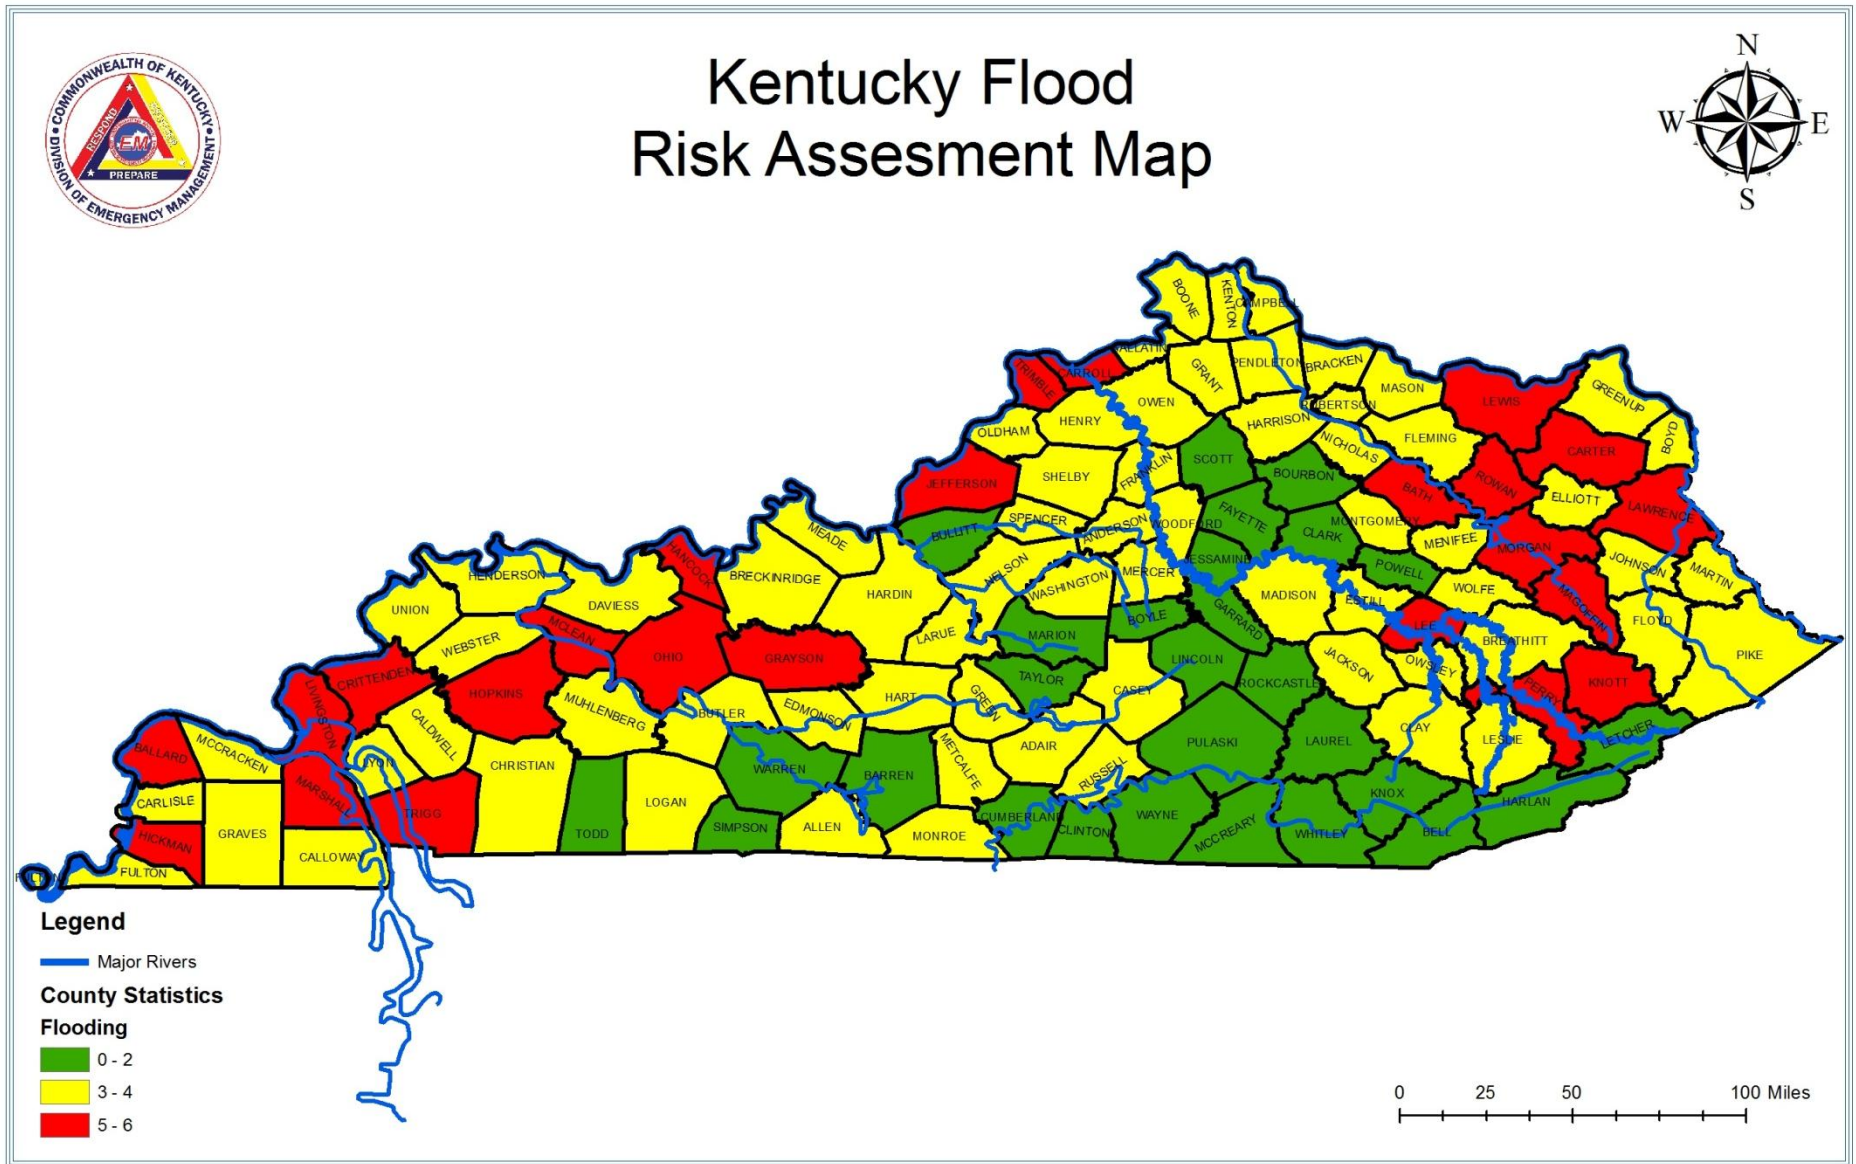 Kentucky Flood
Risk Assesment Map
COMMONWEALTH OF KENTUCKY
DIVISION OF EMERGENCY MANAGEMENT
RESPOND
EM
PREPARE
N
W
E
S
BOONE
KENTON
CAMPBELL
GALLATIN
TRIMBLE
CARROLL
GRANT
PENDLETON
BRACKEN
MASON
LEWIS
GREENUP
OWEN
ROBERTSON
HENRY
OLDHAM
HARRISON
FLEMING
BOYD
NICHOLAS
CARTER
SCOTT
JEFFERSON
SHELBY
FRANKLIN
BOURBON
BATH
ROWAN
ELLIOTT
LAWRENCE
BULLITT
SPENCER
ANDERSON
WOODFORD
FAYETTE
CLARK
MONTGOMERY
MENIFEE
MORGAN
MEADE
JESSAMINE
POWELL
JOHNSON
MARTIN
HANCOCK
BRECKINRIDGE
NELSON
WASHINGTON
MERCER
HENDERSON
HARDIN
MADISON
ESTILL
WOLFE
MAGOFFIN
UNION
DAVIESS
BOYLE
GARRARD
LEE
FLOYD
MCLEAN
LARUE
MARION
BREATHITT
WEBSTER
OHIO
GRAYSON
LINCOLN
JACKSON
OWSLEY
PIKE
CRITTENDEN
TAYLOR
CASEY
ROCKCASTLE
KNOTT
LIVINGSTON
HOPKINS
MUHLENBERG
BUTLER
EDMONSON
HART
GREEN
PERRY
CALDWELL
CLAY
LETCHER
BALLARD
MCCRACKEN
ADAIR
PULASKI
LAUREL
LESLIE
LYON
CHRISTIAN
WARREN
BARREN
METCALFE
RUSSELL
CARLISLE
MARSHALL
LOGAN
KNOX
HARLAN
TRIGG
CUMBERLAND
WAYNE
HICKMAN
GRAVES
TODD
SIMPSON
ALLEN
MONROE
CLINTON
MCCREARY
WHITLEY
BELL
CALLOWAY
FULTON
FULTON
Legend
Major Rivers
County Statistics
Flooding
0 - 2
3 - 4
5 - 6
0 25 50 100 Miles